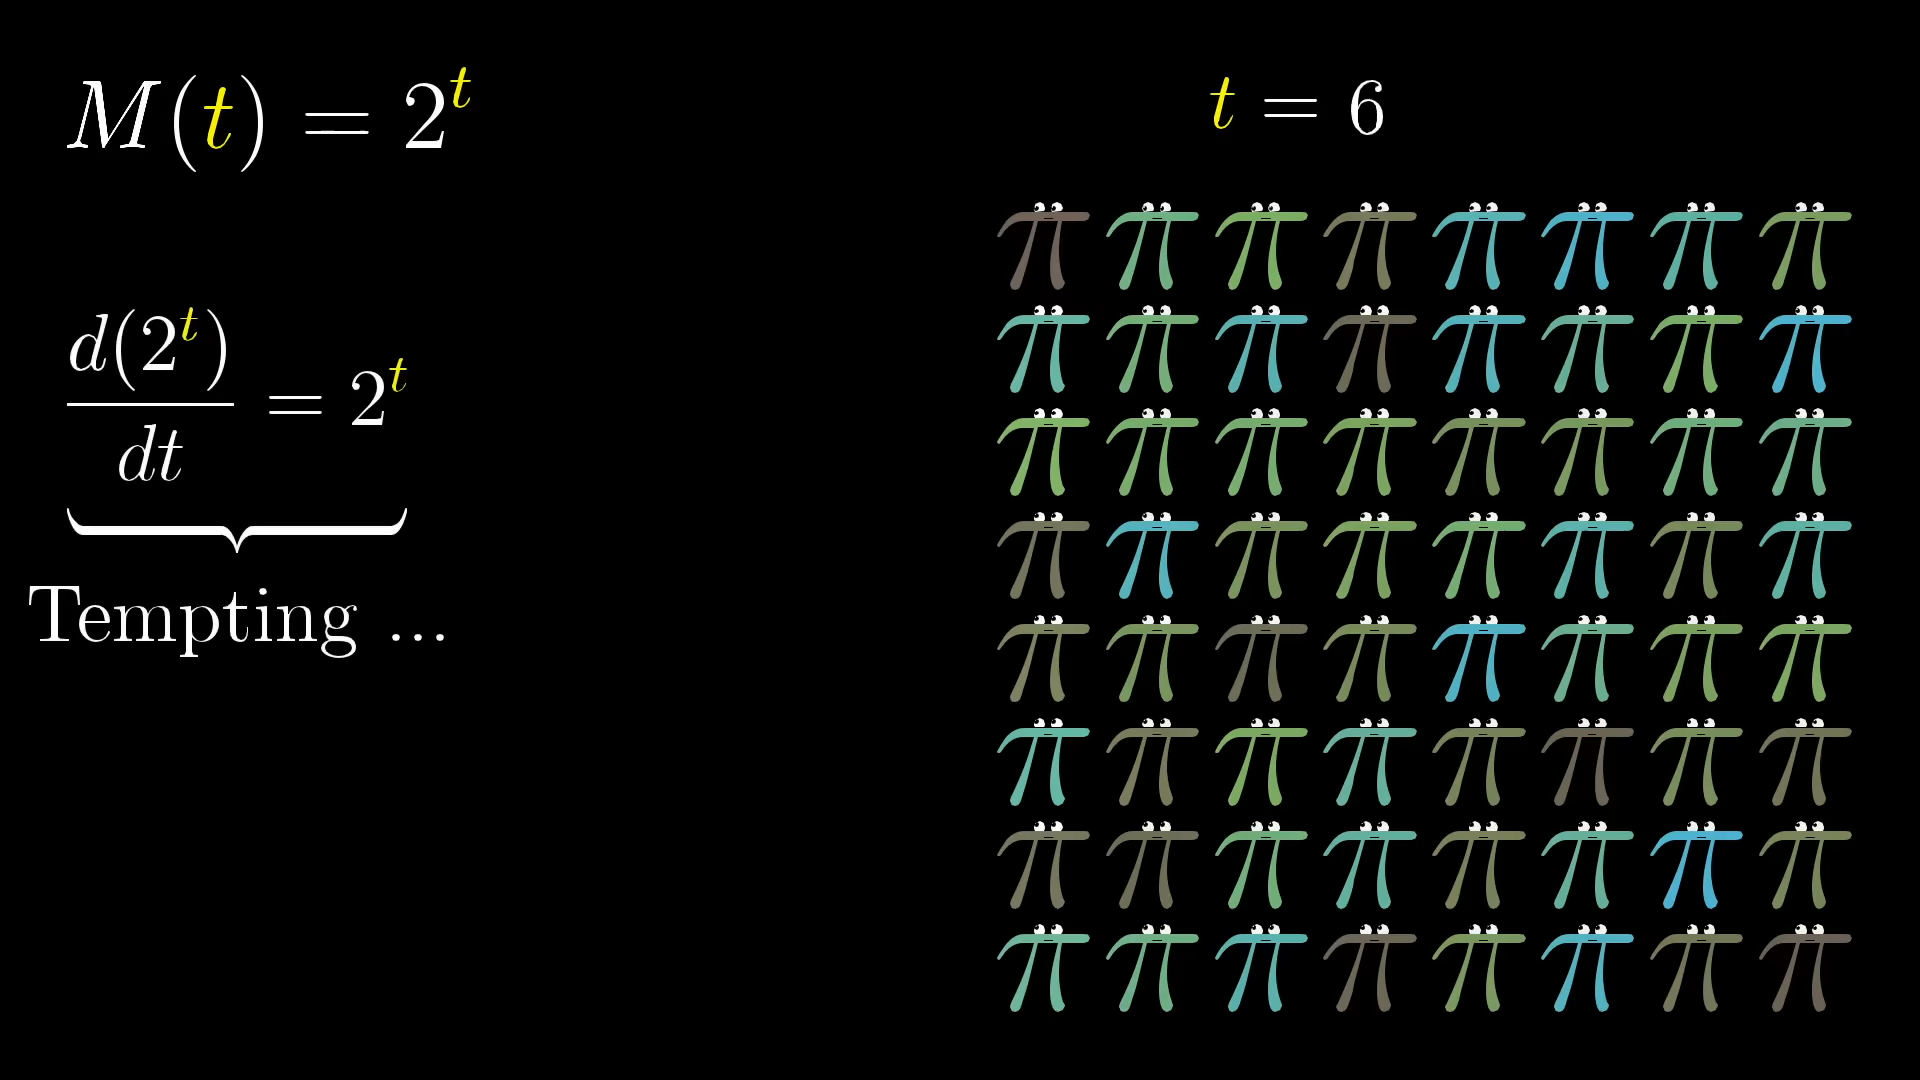 M(t) = 2^t
t = 6
d(2^t)/dt = 2^t
Tempting ...